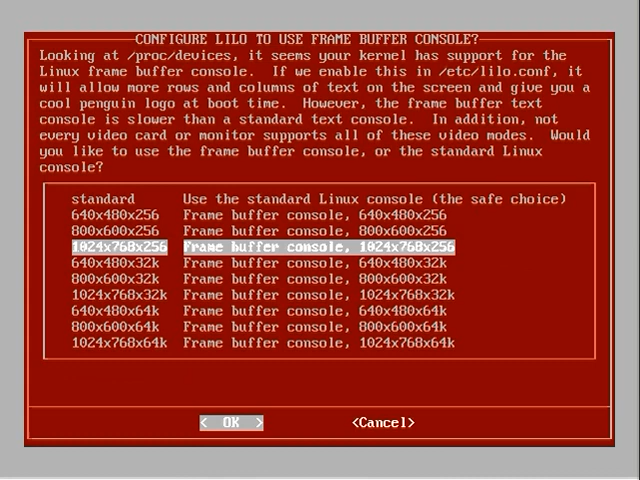 CONFIGURE LILO TO USE FRAME BUFFER CONSOLE?
Looking at /proc/devices, it seems your kernel has support for the
Linux frame buffer console.  If we enable this in /etc/lilo.conf, it
will allow more rows and columns of text on the screen and give you a
cool penguin logo at boot time.  However, the frame buffer text
console is slower than a standard text console.  In addition, not
every video card or monitor supports all of these video modes.  Would
you like to use the frame buffer console, or the standard Linux
console?
standard Use the standard Linux console (the safe choice)
640x480x256 Frame buffer console, 640x480x256
800x600x256 Frame buffer console, 800x600x256
1024x768x256 Frame buffer console, 1024x768x256
640x480x32k Frame buffer console, 640x480x32k
800x600x32k Frame buffer console, 800x600x32k
1024x768x32k Frame buffer console, 1024x768x32k
640x480x64k Frame buffer console, 640x480x64k
800x600x64k Frame buffer console, 800x600x64k
1024x768x64k Frame buffer console, 1024x768x64k
< OK > <Cancel>